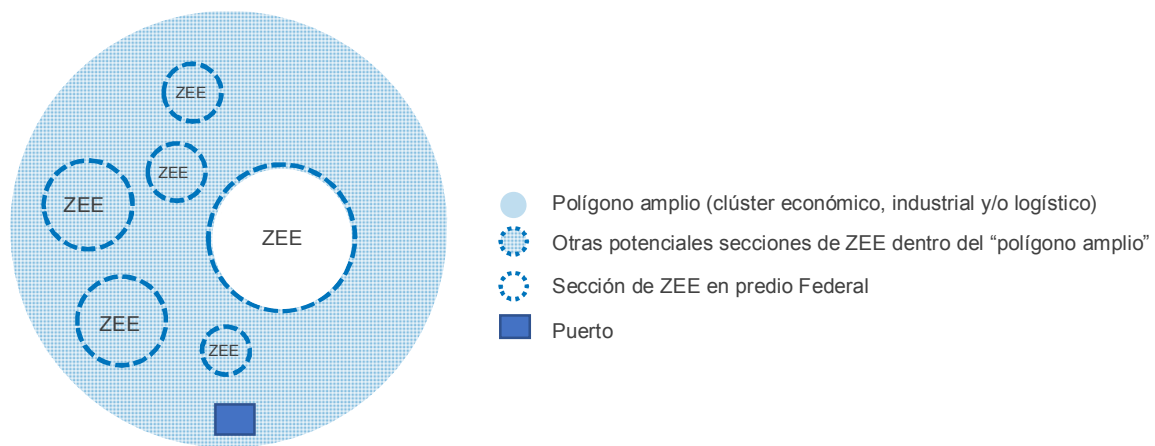 ZEE
ZEE
ZEE
ZEE
ZEE
ZEE
Polígono amplio (clúster económico, industrial y/o logístico)
Otras potenciales secciones de ZEE dentro del “polígono amplio”
Sección de ZEE en predio Federal
Puerto